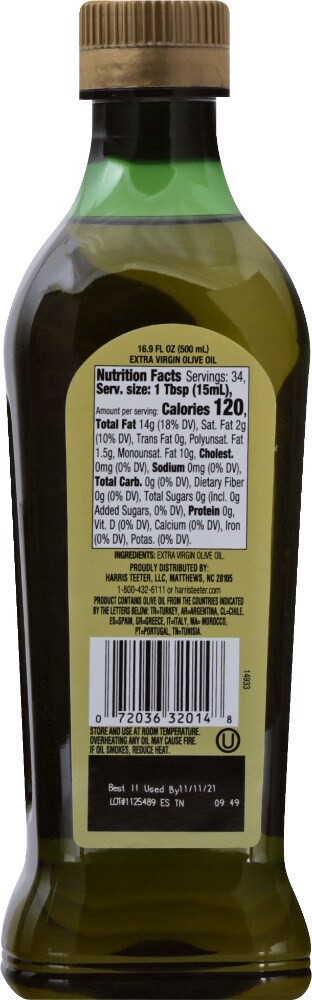 16.9 FL OZ (500 mL)
EXTRA VIRGIN OLIVE OIL
Nutrition Facts Servings: 34,
Serv. size: 1 Tbsp (15mL),
Amount per serving: Calories 120,
Total Fat 14g (18% DV), Sat. Fat 2g
(10% DV), Trans Fat 0g, Polyunsat. Fat
1.5g, Monounsat. Fat 10g, Cholest.
0mg (0% DV), Sodium 0mg (0% DV),
Total Carb. 0g (0% DV), Dietary Fiber
0g (0% DV), Total Sugars 0g (Incl. 0g
Added Sugars, 0% DV), Protein 0g,
Vit. D (0% DV), Calcium (0% DV), Iron
(0% DV), Potas. (0% DV).
INGREDIENTS: EXTRA VIRGIN OLIVE OIL.
PROUDLY DISTRIBUTED BY:
HARRIS TEETER, LLC, MATTHEWS, NC 28105
1-800-432-6111 or harristeeter.com
PRODUCT CONTAINS OLIVE OIL FROM THE COUNTRIES INDICATED
BY THE LETTERS BELOW: TR=TURKEY, AR=ARGENTINA, CL=CHILE,
ES=SPAIN, GR=GREECE, IT=ITALY, MA= MOROCCO,
PT=PORTUGAL, TN=TUNISIA.
14933
0 72036 32014 8
STORE AND USE AT ROOM TEMPERATURE.
OVERHEATING ANY OIL MAY CAUSE FIRE.
IF OIL SMOKES, REDUCE HEAT.
U
Best If Used By11/11/21
LOT#1125489 ES TN 09:49